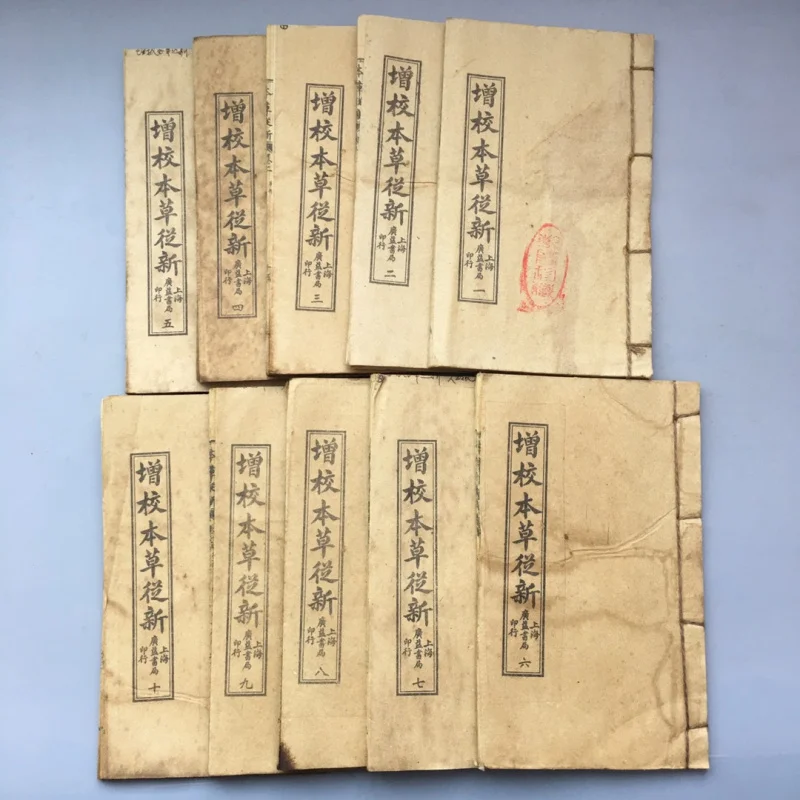 增校本草從新
上海
廣益書局
印行
一
增校本草從新
上海
廣益書局
印行
二
增校本草從新
上海
廣益書局
印行
三
增校本草從新
上海
廣益書局
印行
四
增校本草從新
上海
廣益書局
印行
五
增校本草從新
上海
廣益書局
印行
六
增校本草從新
上海
廣益書局
印行
七
增校本草從新
上海
廣益書局
印行
八
增校本草從新
上海
廣益書局
印行
九
增校本草從新
上海
廣益書局
印行
十